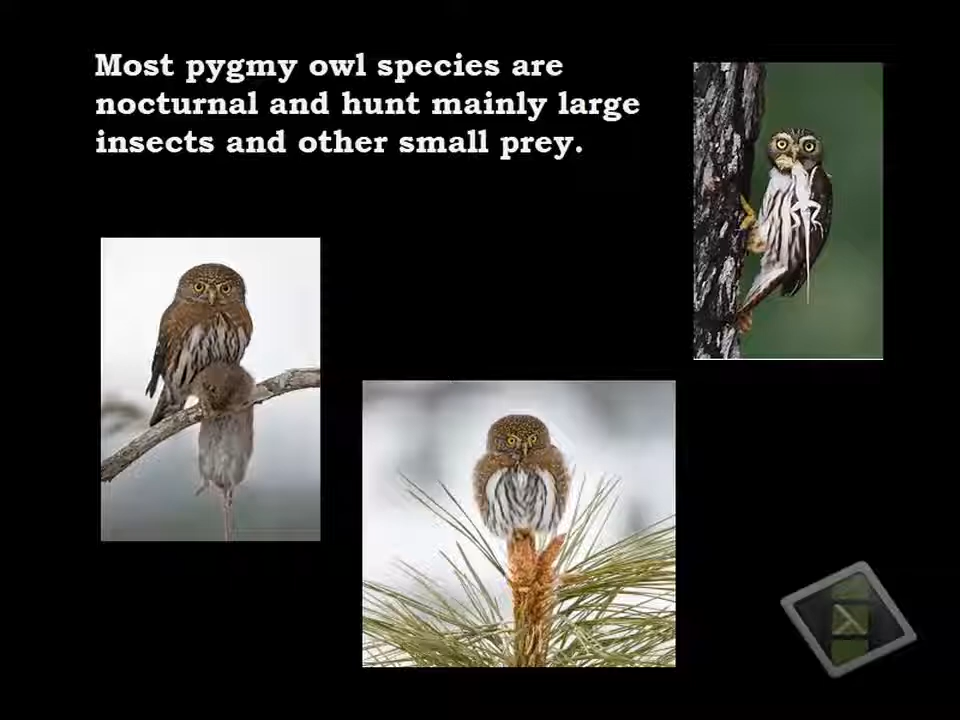 Most pygmy owl species are
nocturnal and hunt mainly large
insects and other small prey.